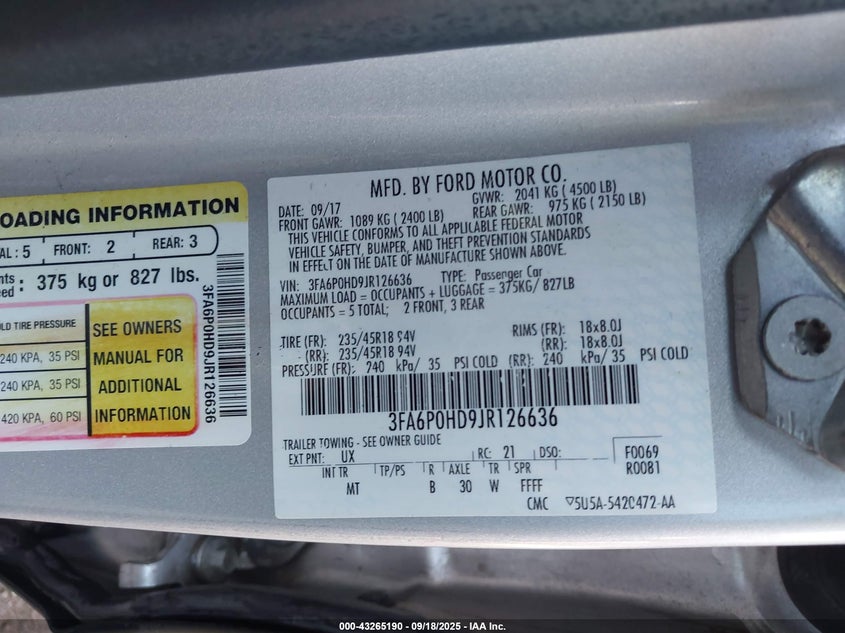 OADING INFORMATION
AL : 5 FRONT: 2 REAR: 3
nts
eed : 375 kg or 827 lbs.
OLD TIRE PRESSURE
240 KPA, 35 PSI
240 KPA, 35 PSI
420 KPA, 60 PSI
SEE OWNERS
MANUAL FOR
ADDITIONAL
INFORMATION
3FA6P0HD9JR126636
MFD. BY FORD MOTOR CO.
DATE: 09/17 GVWR: 2041 KG ( 4500 LB)
FRONT GAWR: 1089 KG ( 2400 LB) REAR GAWR: 975 KG ( 2150 LB)
THIS VEHICLE CONFORMS TO ALL APPLICABLE FEDERAL MOTOR
VEHICLE SAFETY, BUMPER, AND THEFT PREVENTION STANDARDS
IN EFFECT ON THE DATE OF MANUFACTURE SHOWN ABOVE.
VIN: 3FA6P0HD9JR126636 TYPE: Passenger Car
MAXIMUM LOAD = OCCUPANTS + LUGGAGE = 375KG/ 827LB
OCCUPANTS = 5 TOTAL; 2 FRONT, 3 REAR
TIRE (FR): 235/45R18 94V RIMS (FR): 18x8.0J
(RR): 235/45R18 94V (RR): 18x8.0J
PRESSURE (FR): 240 kPa/ 35 PSI COLD (RR): 240 kPa/ 35 PSI COLD
3FA6P0HD9JR126636
TRAILER TOWING - SEE OWNER GUIDE
EXT PNT: UX RC: 21 DSO: F0069
INT TR TP/PS R AXLE TR SPR R0081
MT B 30 W FFFF
CMC ▽5U5A-5420472-AA
000-43265190 - 09/18/2025 - IAA Inc.